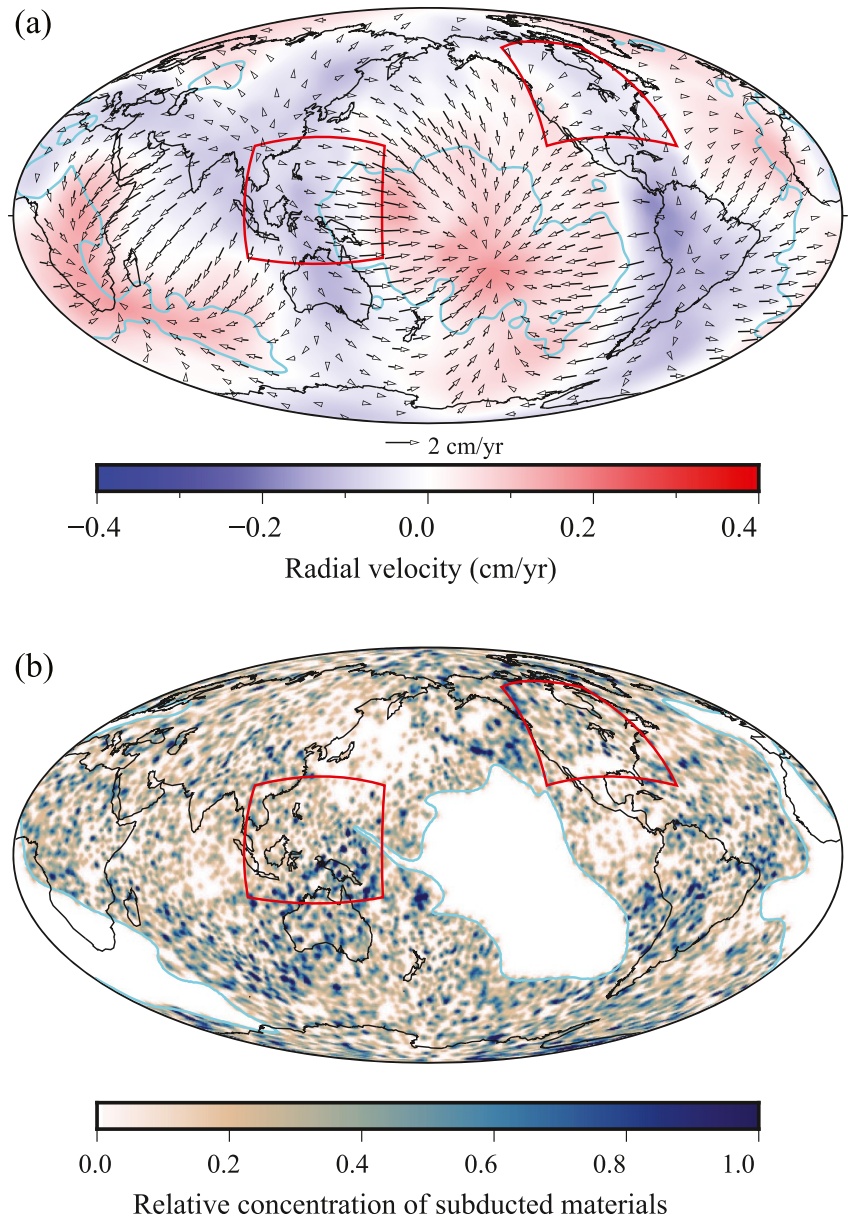 (a)
2 cm/yr
−0.4 −0.2 0.0 0.2 0.4
Radial velocity (cm/yr)
(b)
0.0 0.2 0.4 0.6 0.8 1.0
Relative concentration of subducted materials